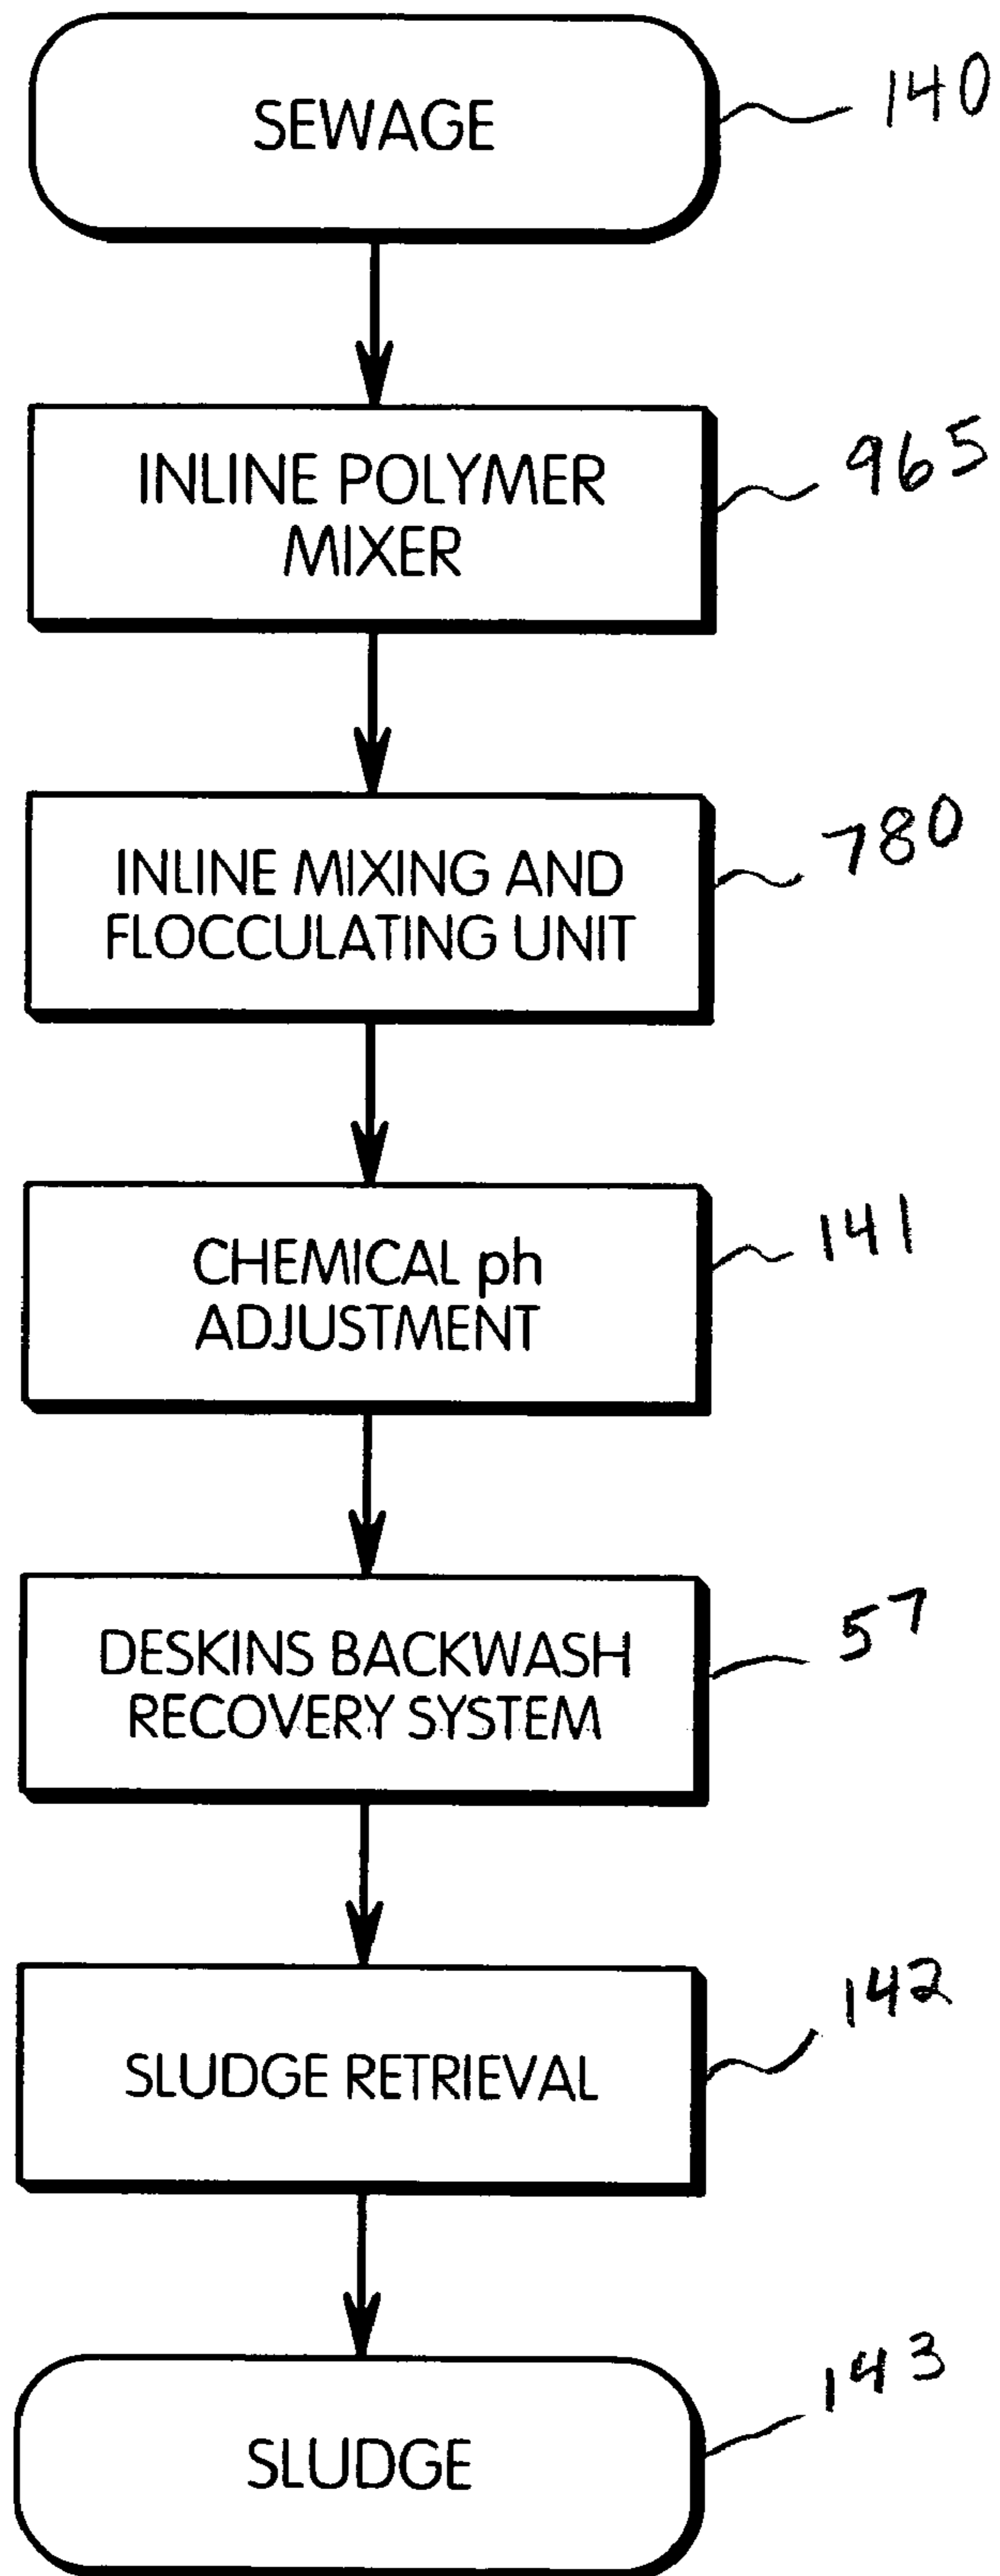 SEWAGE
140
INLINE POLYMER
MIXER
965
INLINE MIXING AND
FLOCCULATING UNIT
780
CHEMICAL ph
ADJUSTMENT
141
DESKINS BACKWASH
RECOVERY SYSTEM
57
SLUDGE RETRIEVAL
142
SLUDGE
143